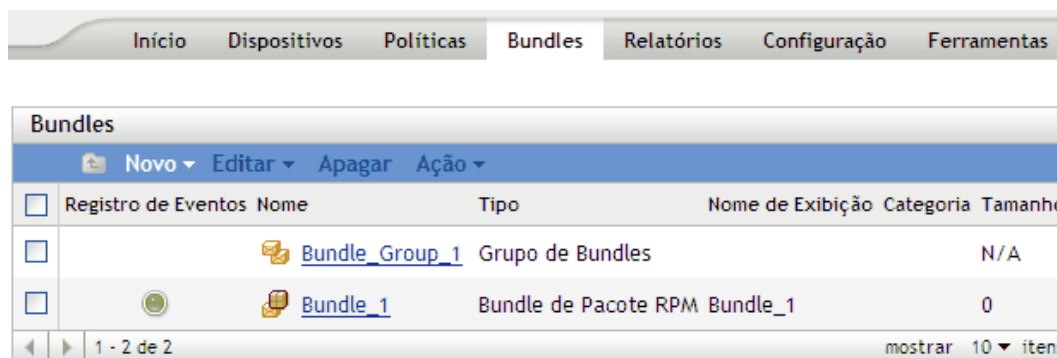 Início Dispositivos Políticas Bundles Relatórios Configuração Ferramentas
Bundles
Novo Editar Apagar Ação
Registro de Eventos Nome Tipo Nome de Exibição Categoria Tamanho
Bundle_Group_1 Grupo de Bundles N/A
Bundle_1 Bundle de Pacote RPM Bundle_1 0
1 - 2 de 2 mostrar 10 iten